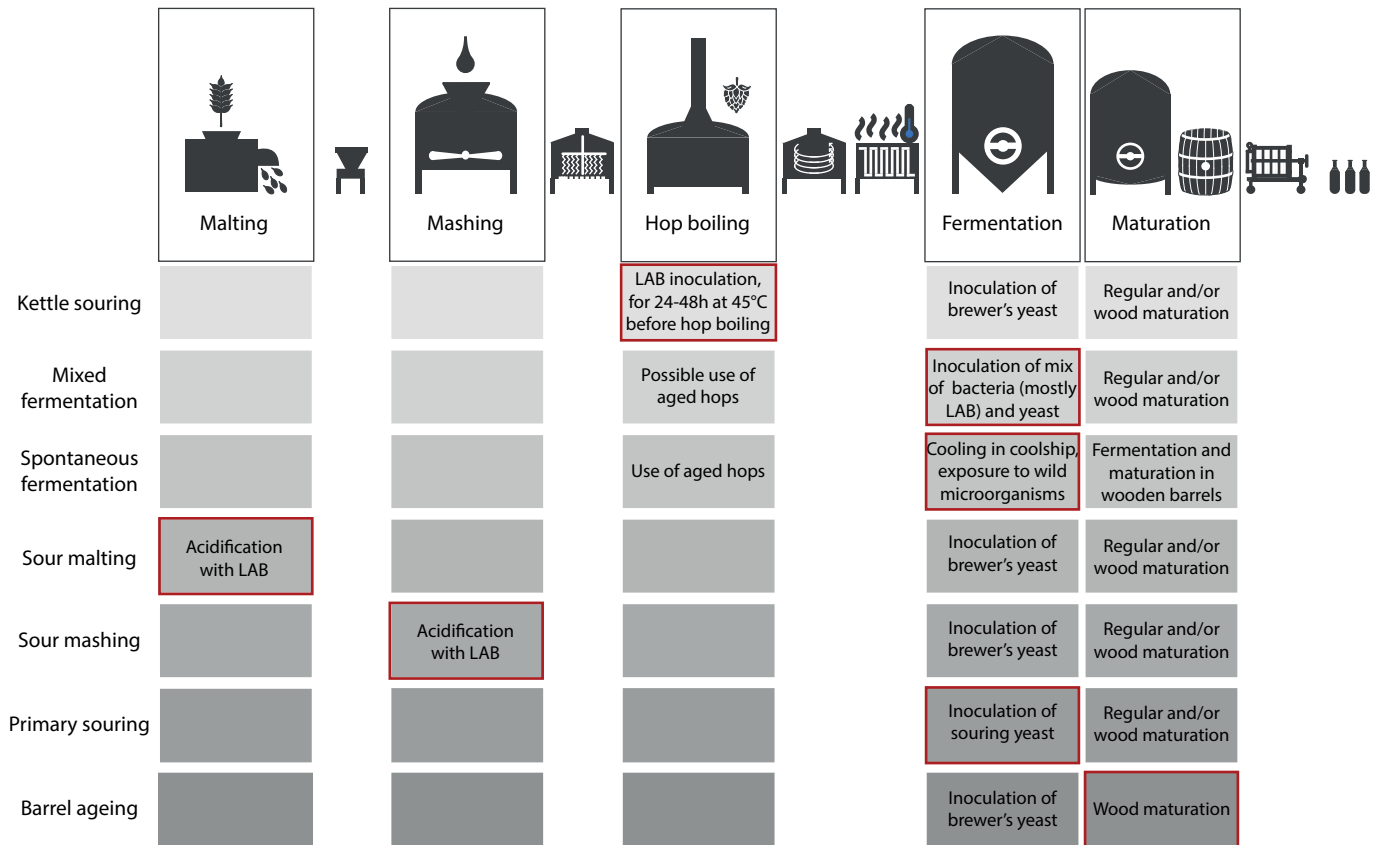 Malting
Mashing
Hop boiling
Fermentation
Maturation
Kettle souring
LAB inoculation,
for 24-48h at 45°C
before hop boiling
Inoculation of
brewer’s yeast
Regular and/or
wood maturation
Mixed
fermentation
Possible use of
aged hops
Inoculation of mix
of bacteria (mostly
LAB) and yeast
Regular and/or
wood maturation
Spontaneous
fermentation
Use of aged hops
Cooling in coolship,
exposure to wild
microorganisms
Fermentation and
maturation in
wooden barrels
Sour malting
Acidification
with LAB
Inoculation of
brewer’s yeast
Regular and/or
wood maturation
Sour mashing
Acidification
with LAB
Inoculation of
brewer’s yeast
Regular and/or
wood maturation
Primary souring
Inoculation of
souring yeast
Regular and/or
wood maturation
Barrel ageing
Inoculation of
brewer’s yeast
Wood maturation